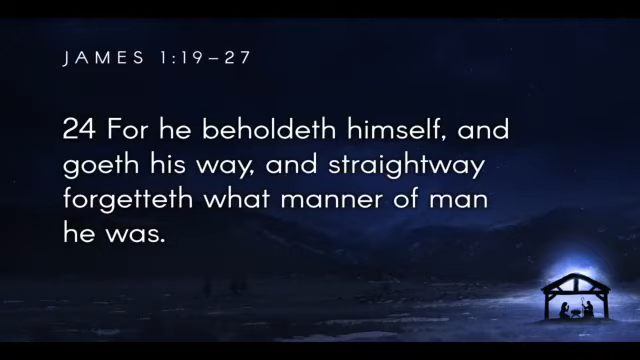 JAMES 1:19–27
24 For he beholdeth himself, and
goeth his way, and straightway
forgetteth what manner of man
he was.